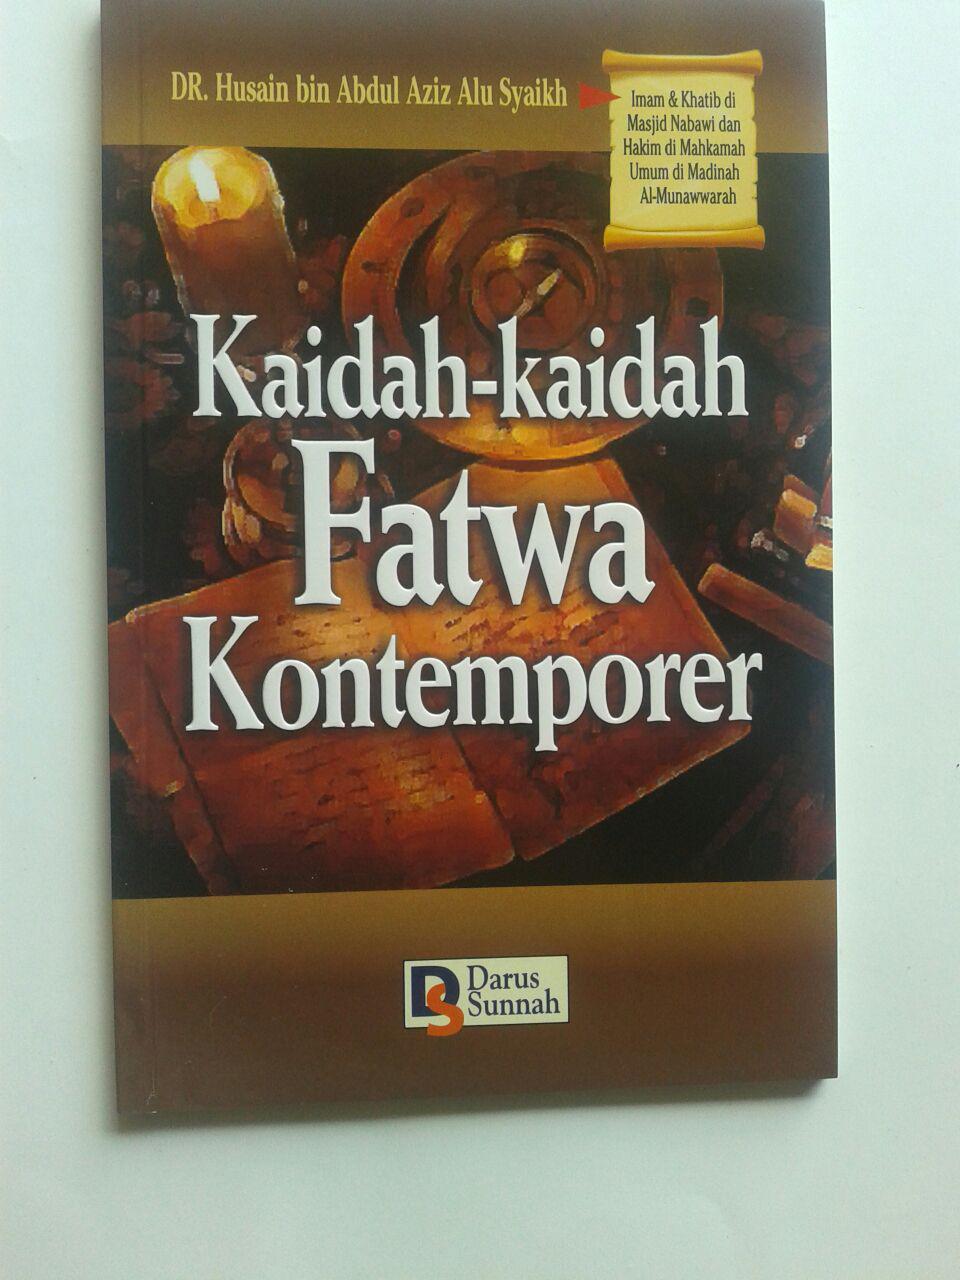 DR. Husain bin Abdul Aziz Alu Syaikh
Imam & Khatib di
Masjid Nabawi dan
Hakim di Mahkamah
Umum di Madinah
Al-Munawwarah
Kaidah-kaidah
Fatwa
Kontemporer
DS
Darus
Sunnah